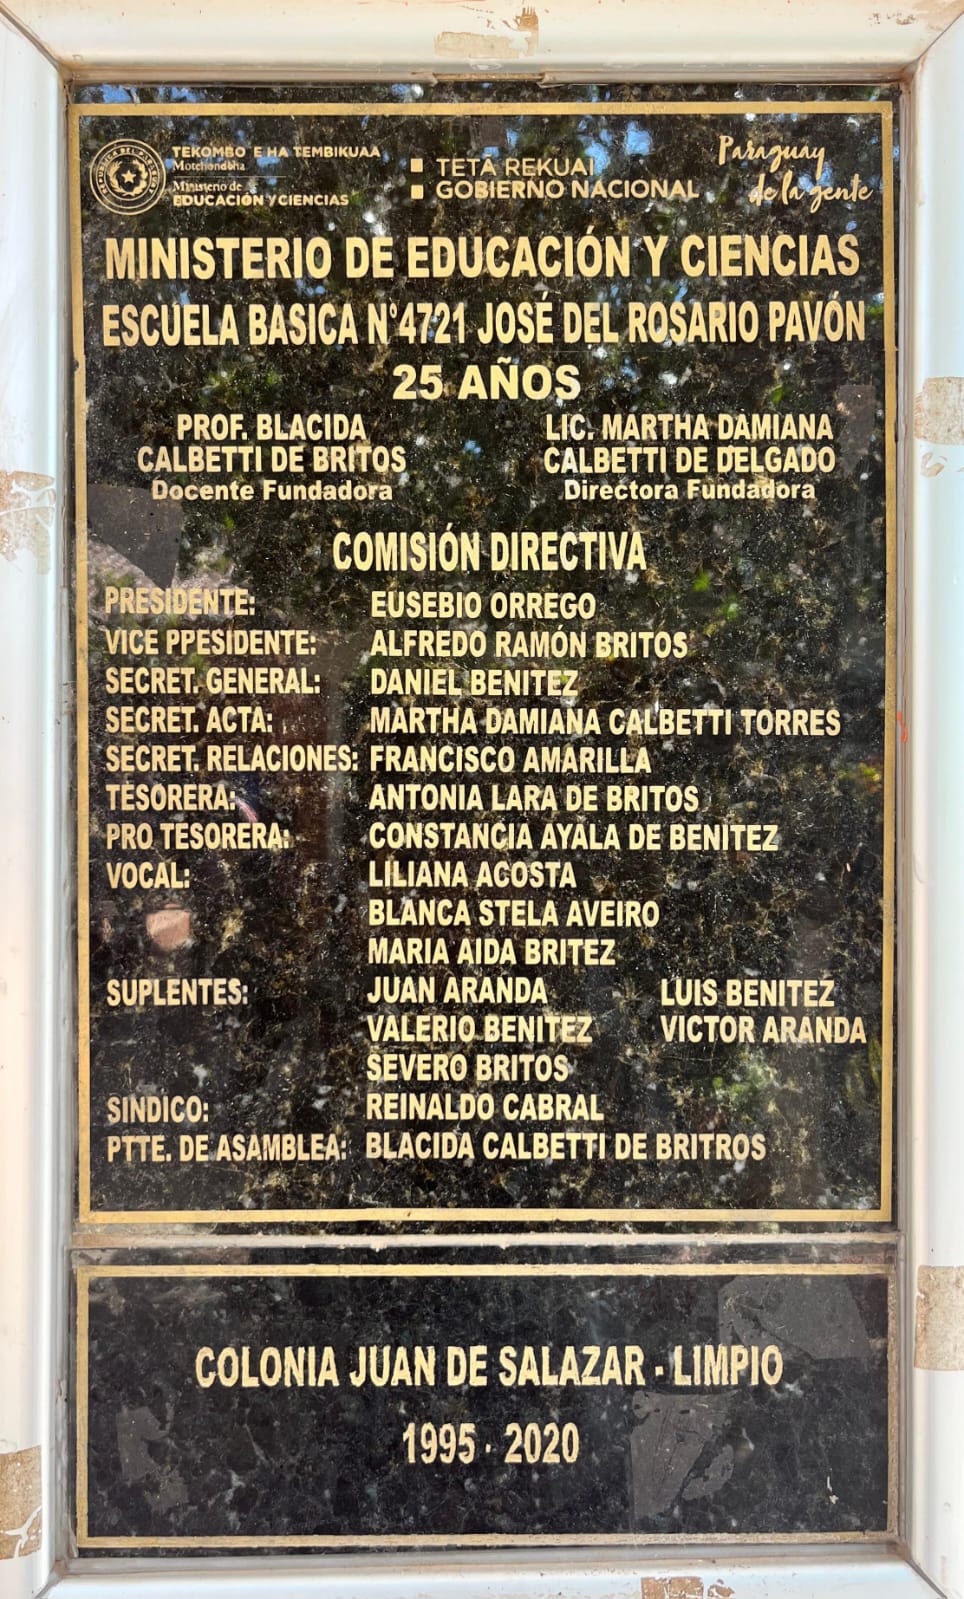 TEKOMBO'E HA TEMBIKUAA
Motenondeha
Ministerio de
EDUCACIÓN Y CIENCIAS
TETA REKUAI
GOBIERNO NACIONAL
Paraguay
de la gente
MINISTERIO DE EDUCACIÓN Y CIENCIAS
ESCUELA BASICA N°4721 JOSÉ DEL ROSARIO PAVÓN
25 AÑOS
PROF. BLACIDA
CALBETTI DE BRITOS
Docente Fundadora
LIC. MARTHA DAMIANA
CALBETTI DE DELGADO
Directora Fundadora
COMISIÓN DIRECTIVA
PRESIDENTE: EUSEBIO ORREGO
VICE PPESIDENTE: ALFREDO RAMÓN BRITOS
SECRET. GENERAL: DANIEL BENITEZ
SECRET. ACTA: MARTHA DAMIANA CALBETTI TORRES
SECRET. RELACIONES: FRANCISCO AMARILLA
TESORERA: ANTONIA LARA DE BRITOS
PRO TESORERA: CONSTANCIA AYALA DE BENITEZ
VOCAL: LILIANA ACOSTA
BLANCA STELA AVEIRO
MARIA AIDA BRITEZ
SUPLENTES: JUAN ARANDA LUIS BENITEZ
VALERIO BENITEZ VICTOR ARANDA
SEVERO BRITOS
SINDICO: REINALDO CABRAL
PTTE. DE ASAMBLEA: BLACIDA CALBETTI DE BRITROS
COLONIA JUAN DE SALAZAR - LIMPIO
1995 - 2020